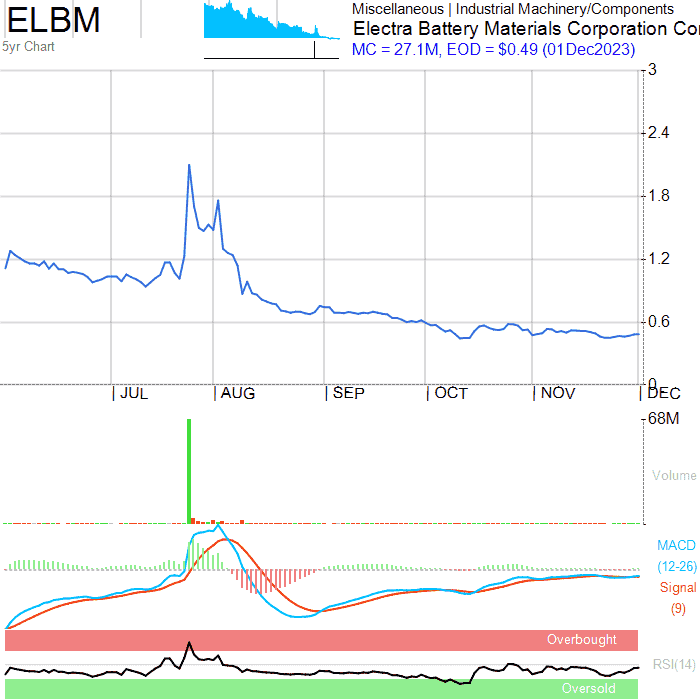 ELBM
5yr Chart
Miscellaneous | Industrial Machinery/Components
Electra Battery Materials Corporation Co
MC = 27.1M, EOD = $0.49 (01Dec2023)
3
2.4
1.8
1.2
0.6
0
| JUL | AUG | SEP | OCT | NOV | DEC
68M
Volume
MACD
(12-26)
Signal
(9)
Overbought
RSI(14)
Oversold